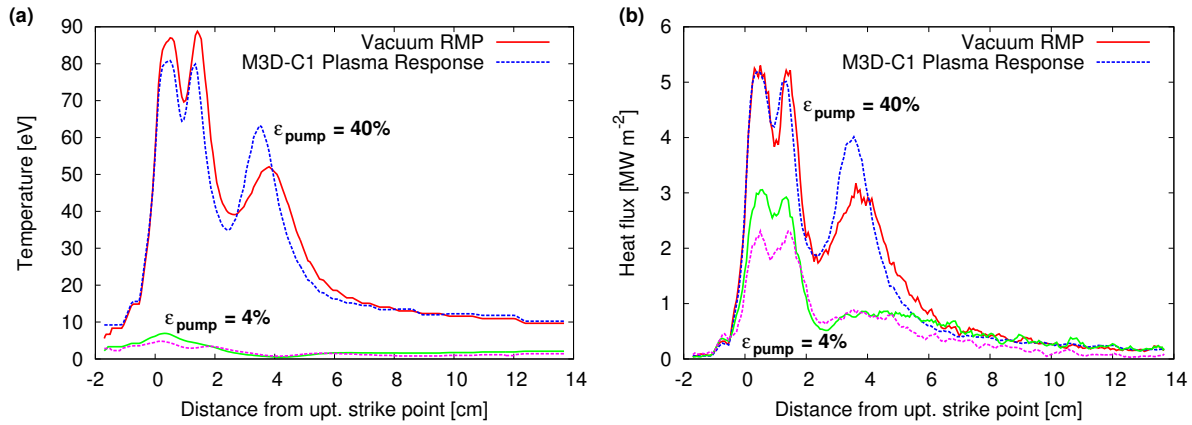 (a)
Temperature [eV]
90
80
70
60
50
40
30
20
10
0
Vacuum RMP
M3D-C1 Plasma Response
εpump = 40%
εpump = 4%
-2 0 2 4 6 8 10 12 14
Distance from upt. strike point [cm]
(b)
Heat flux [MW m-2]
6
5
4
3
2
1
0
Vacuum RMP
M3D-C1 Plasma Response
εpump = 40%
εpump = 4%
-2 0 2 4 6 8 10 12 14
Distance from upt. strike point [cm]